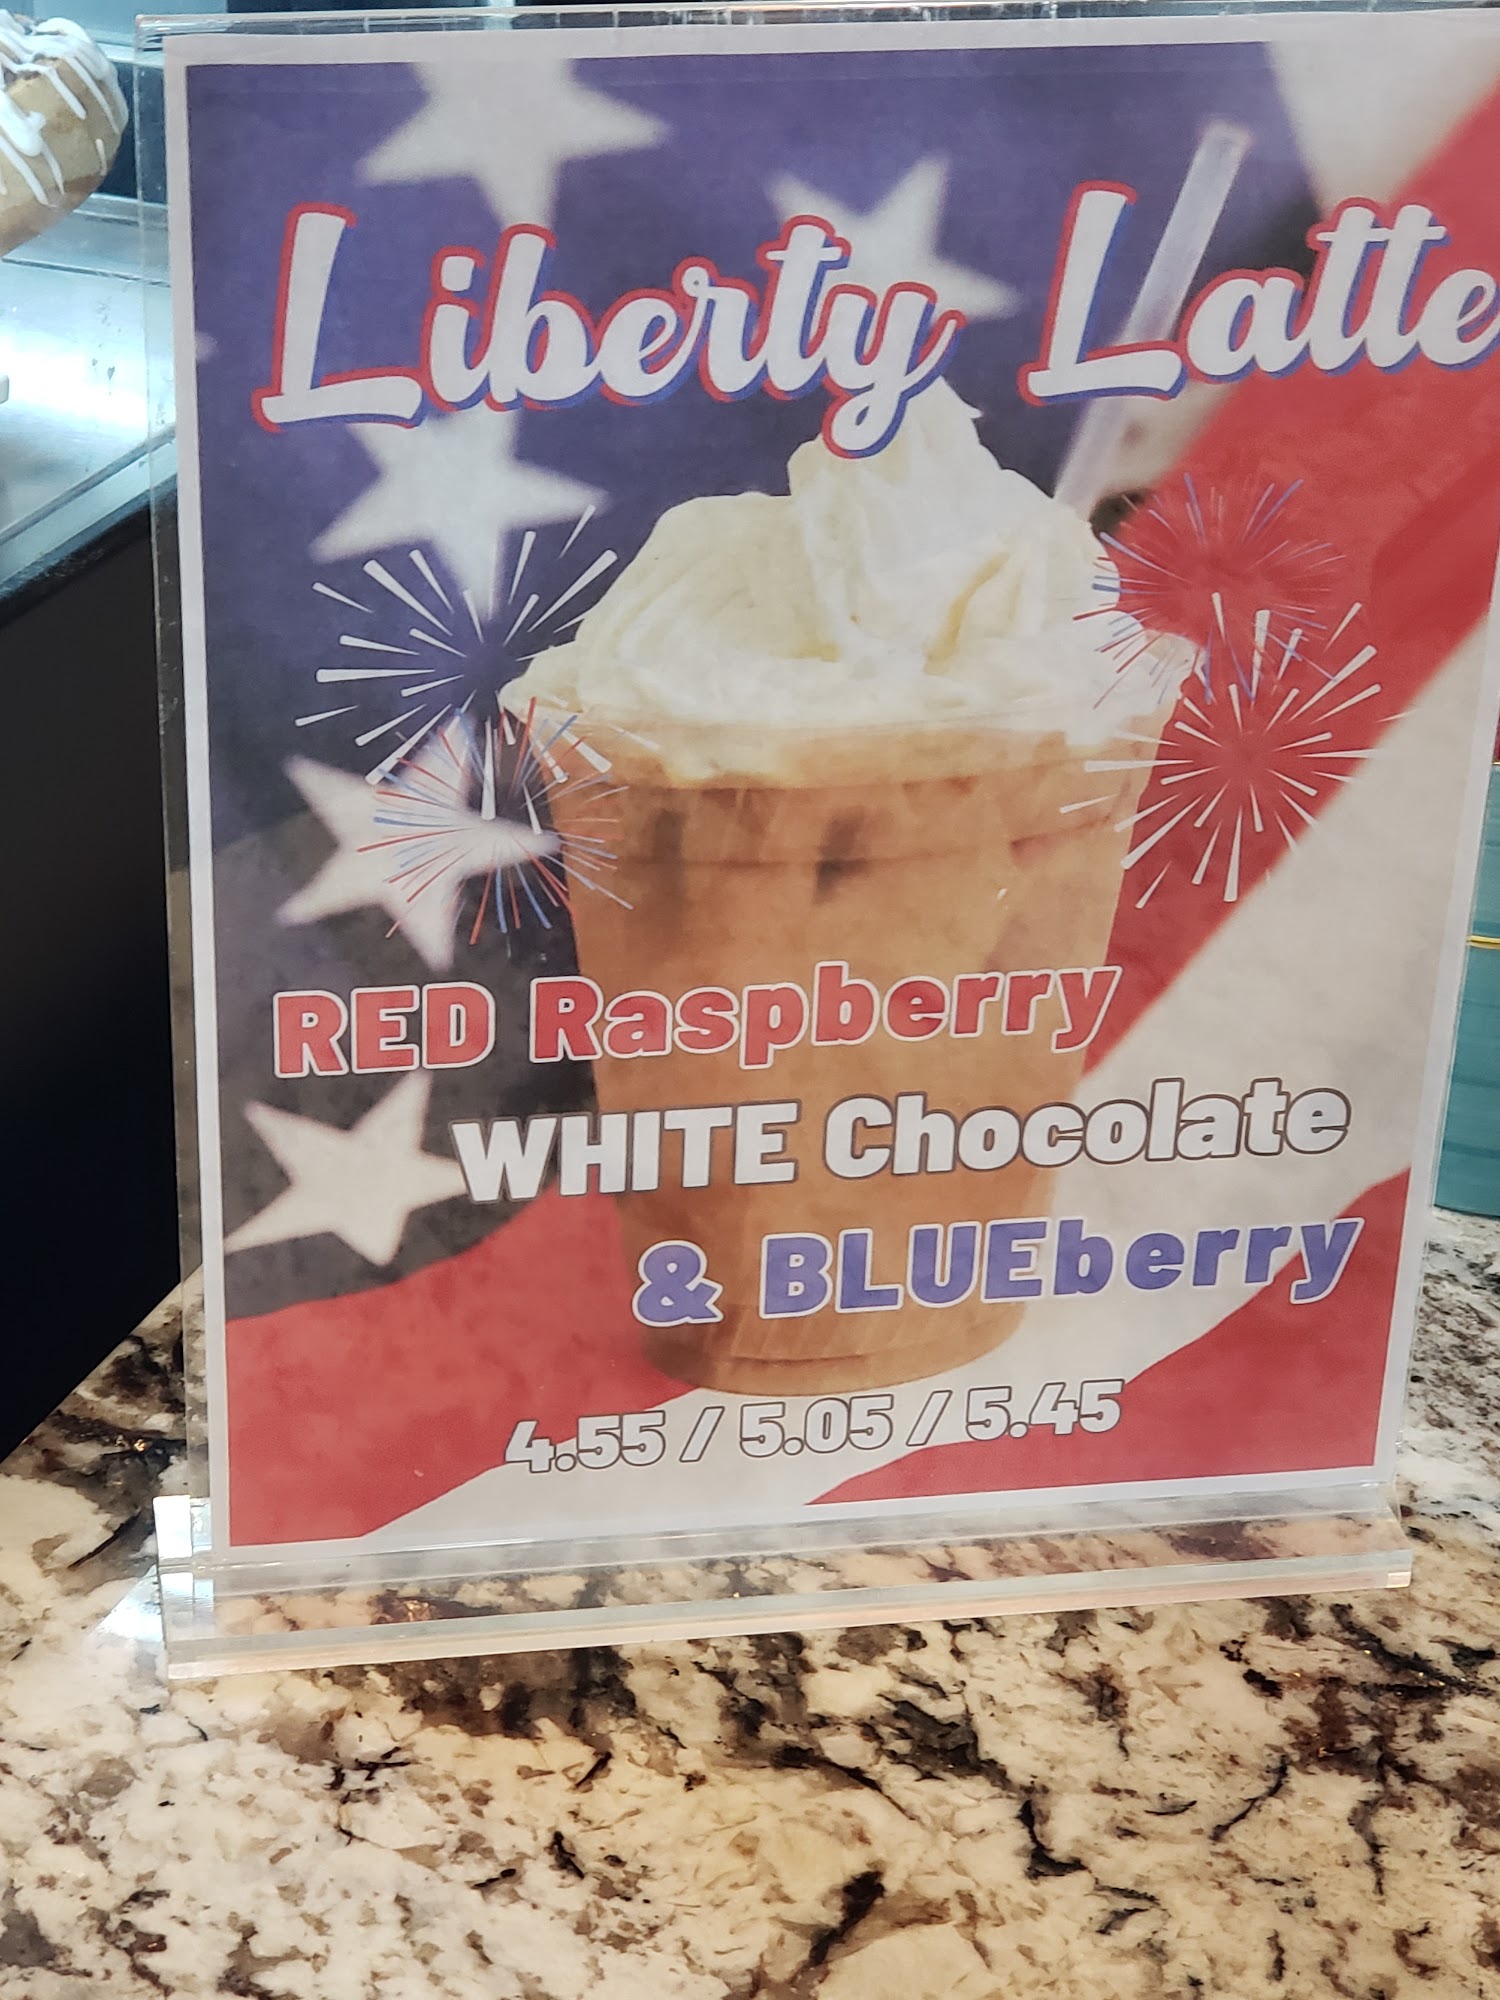 Liberty Latte
RED Raspberry
WHITE Chocolate
& BLUEberry
4.55 / 5.05 / 5.45